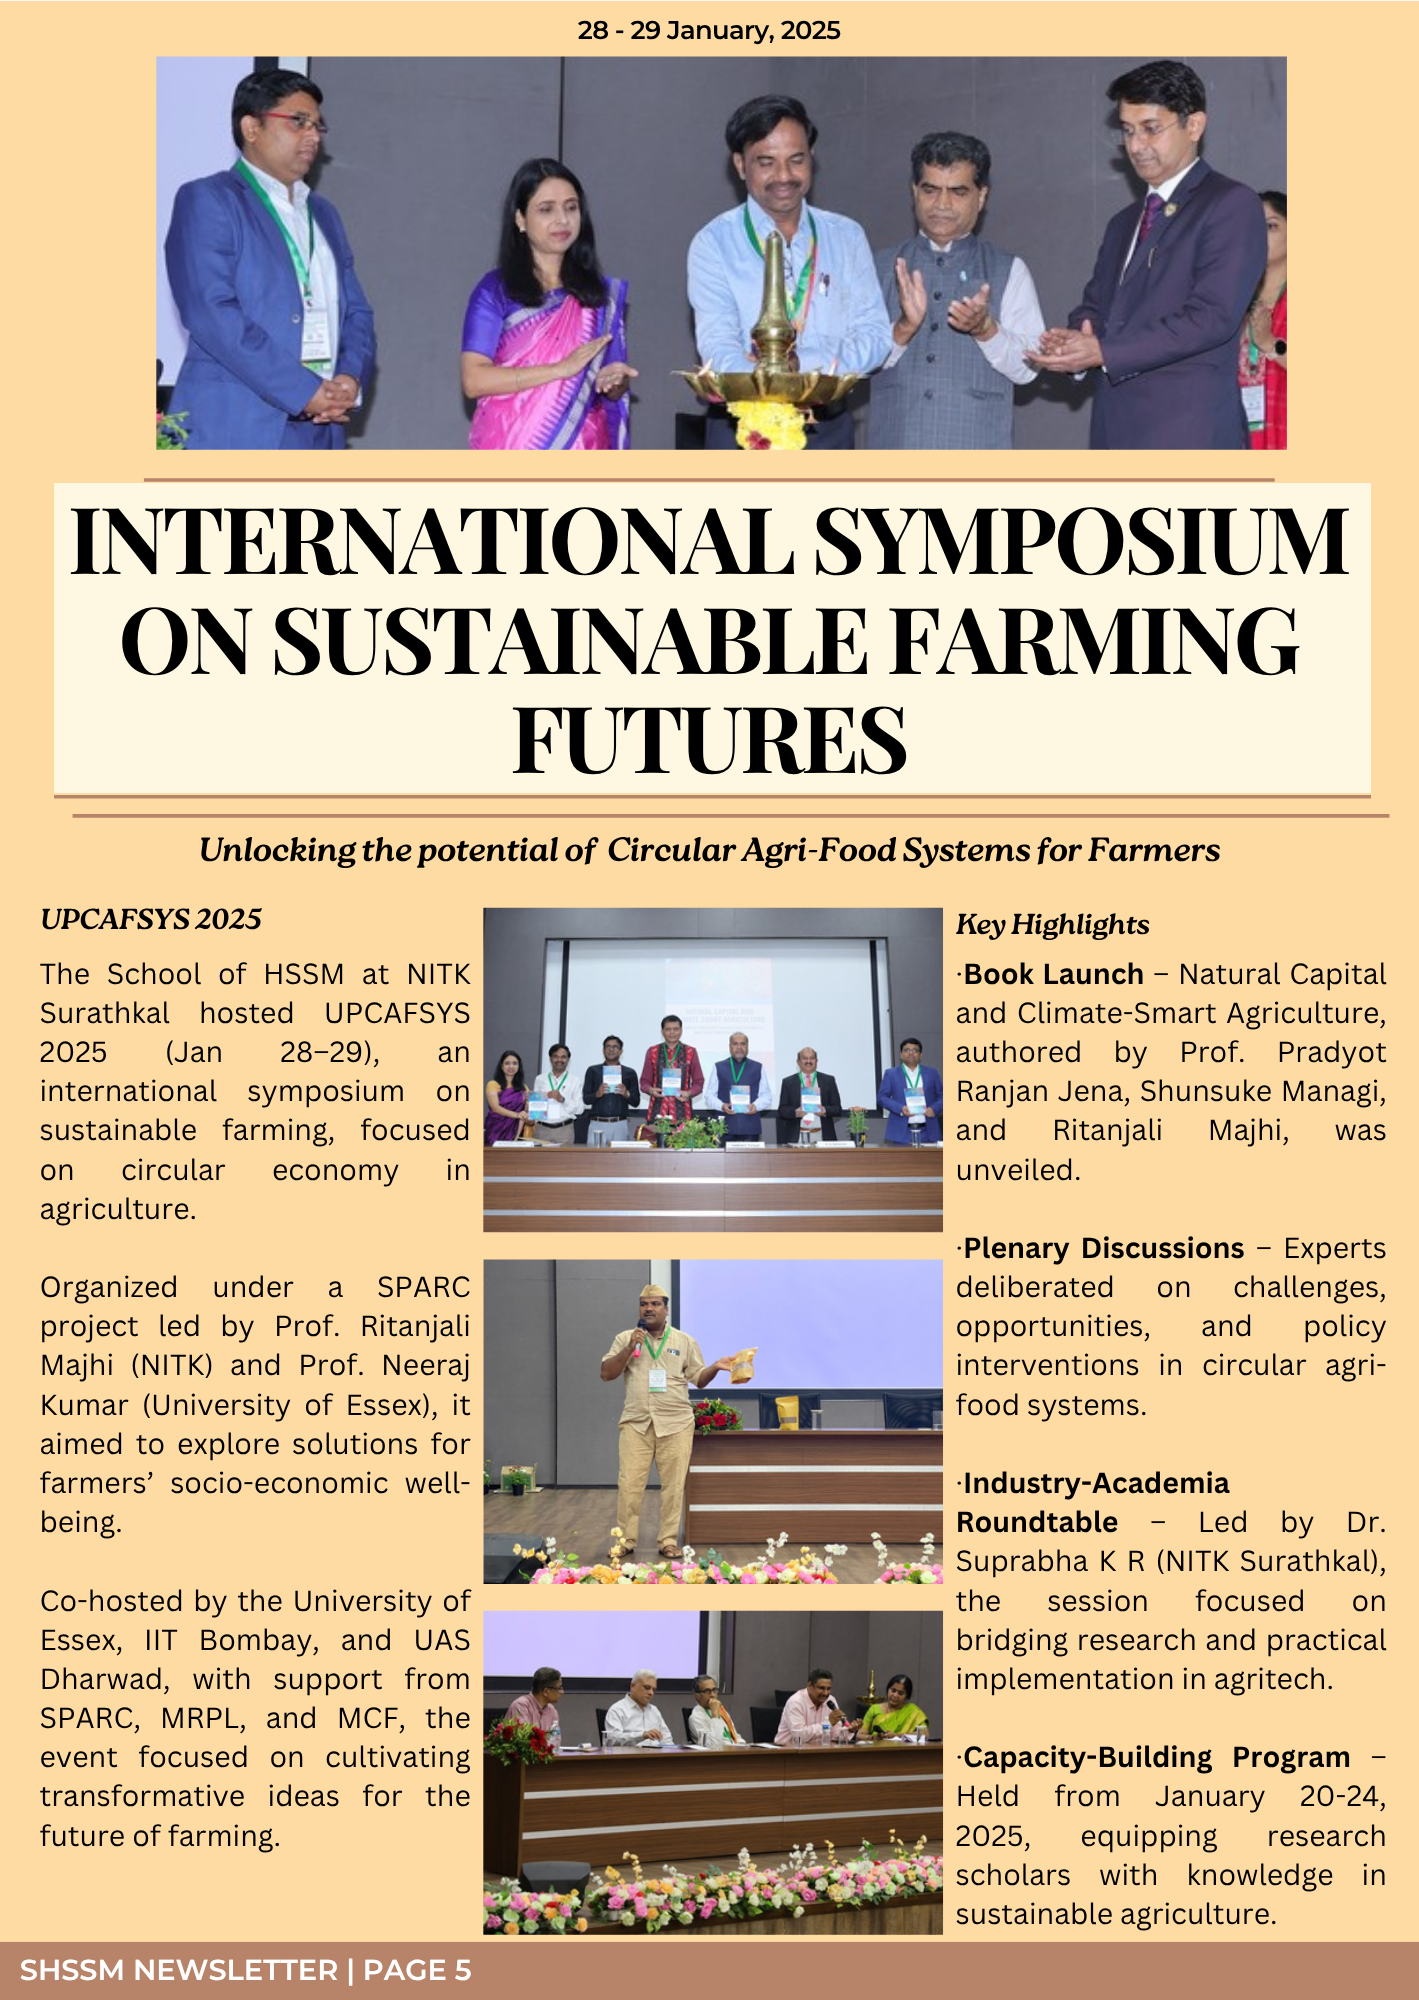 28 - 29 January, 2025
INTERNATIONAL SYMPOSIUM
ON SUSTAINABLE FARMING
FUTURES
Unlocking the potential of Circular Agri-Food Systems for Farmers
UPCAFSYS 2025
The School of HSSM at NITK
Surathkal hosted UPCAFSYS
2025 (Jan 28–29), an
international symposium on
sustainable farming, focused
on circular economy in
agriculture.
Organized under a SPARC
project led by Prof. Ritanjali
Majhi (NITK) and Prof. Neeraj
Kumar (University of Essex), it
aimed to explore solutions for
farmers’ socio-economic well-
being.
Co-hosted by the University of
Essex, IIT Bombay, and UAS
Dharwad, with support from
SPARC, MRPL, and MCF, the
event focused on cultivating
transformative ideas for the
future of farming.
Key Highlights
·Book Launch – Natural Capital
and Climate-Smart Agriculture,
authored by Prof. Pradyot
Ranjan Jena, Shunsuke Managi,
and Ritanjali Majhi, was
unveiled.
·Plenary Discussions – Experts
deliberated on challenges,
opportunities, and policy
interventions in circular agri-
food systems.
·Industry-Academia
Roundtable – Led by Dr.
Suprabha K R (NITK Surathkal),
the session focused on
bridging research and practical
implementation in agritech.
·Capacity-Building Program –
Held from January 20-24,
2025, equipping research
scholars with knowledge in
sustainable agriculture.
SHSSM NEWSLETTER | PAGE 5